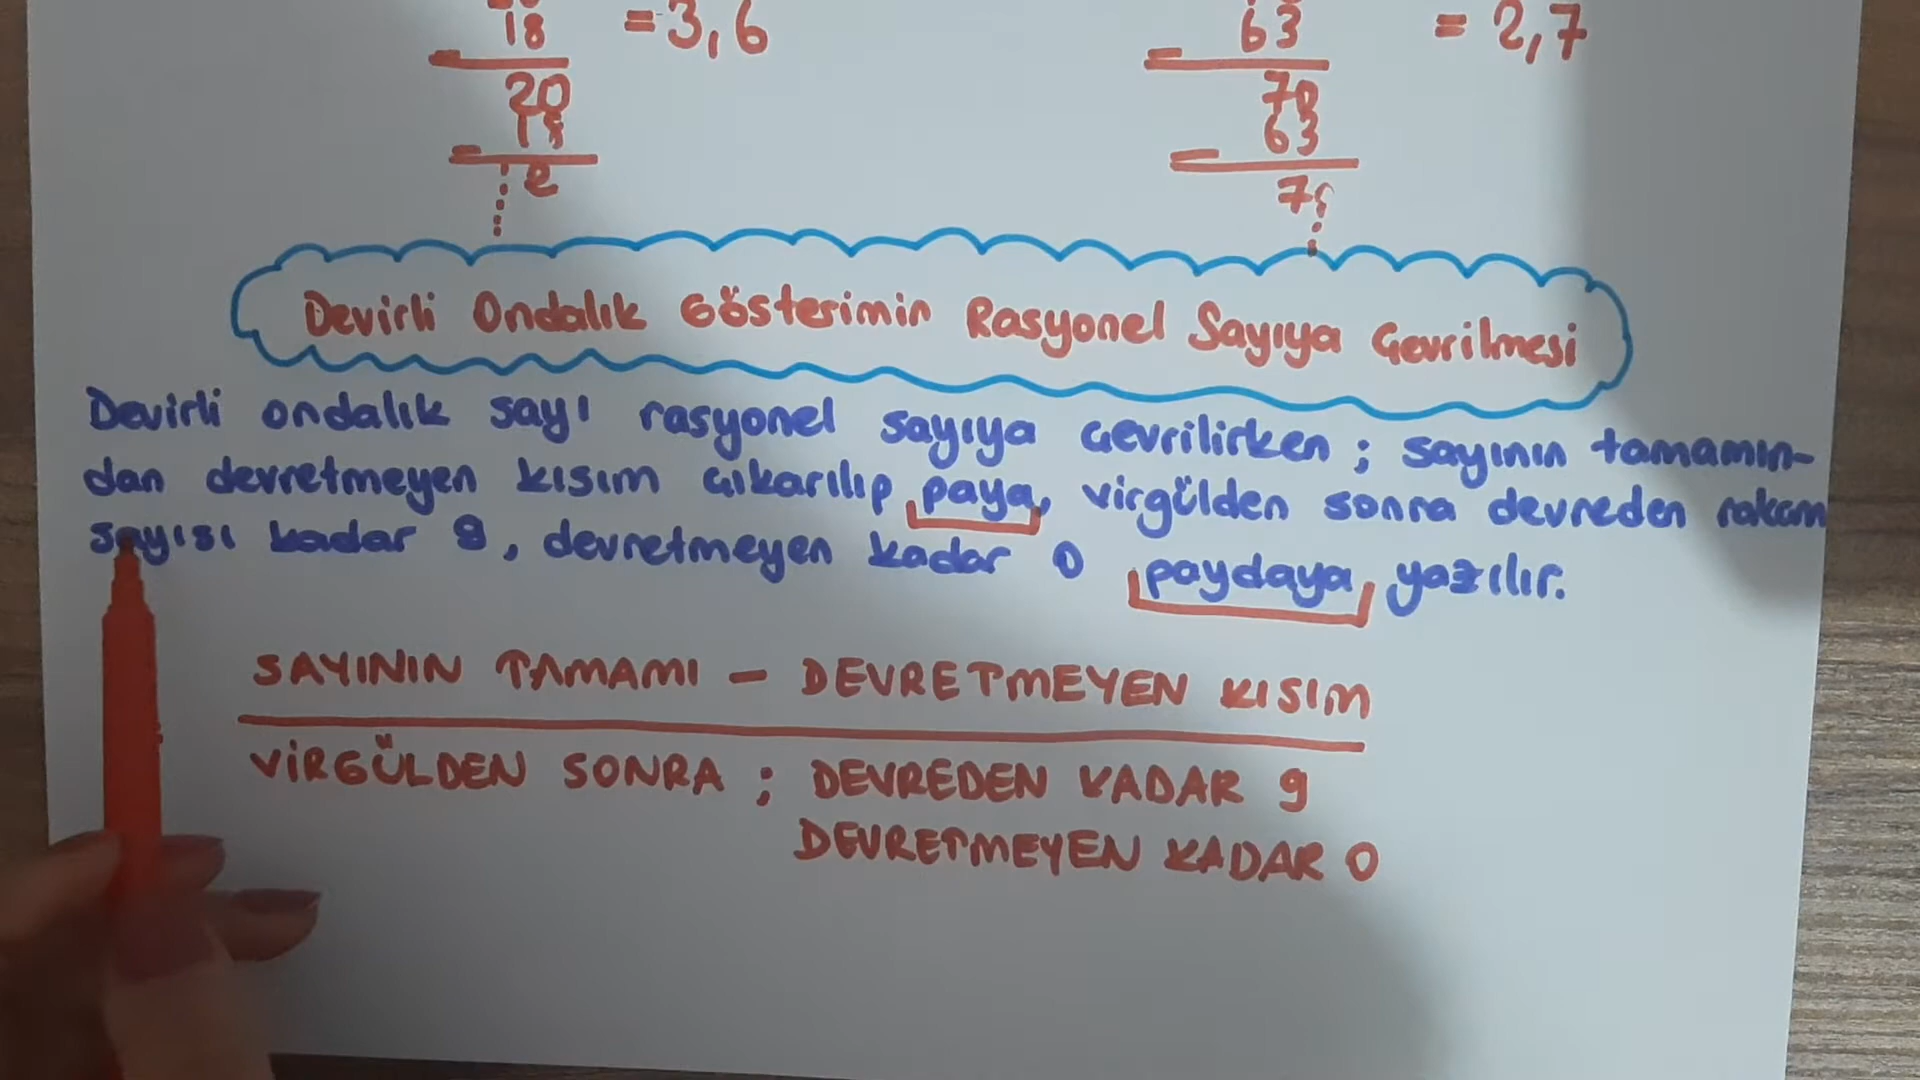 18 =3,6
63 = 2,7
20
18
2
70
63
7
Devirli Ondalık Gösterimin Rasyonel Sayıya Çevrilmesi
Devirli ondalık sayı rasyonel sayıya çevrilirken; sayının tamamın-
dan devretmeyen kısım çıkarılıp paya, virgülden sonra devreden rakam
sayısı kadar 9, devretmeyen kadar 0 paydaya yazılır.
SAYININ TAMAMI – DEVRETMEYEN KISIM
VİRGÜLDEN SONRA ; DEVREDEN KADAR 9
DEVRETMEYEN KADAR 0